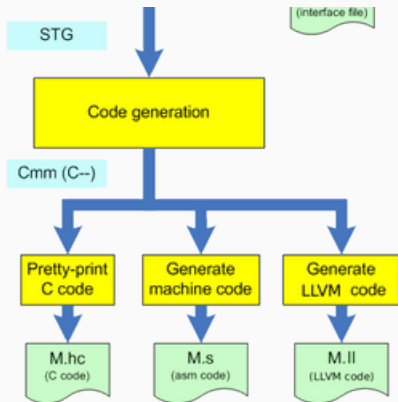 STG
(interface file)
Code generation
Cmm (C--)
Pretty-print
C code
Generate
machine code
Generate
LLVM code
M.hc
(C code)
M.s
(asm code)
M.ll
(LLVM code)